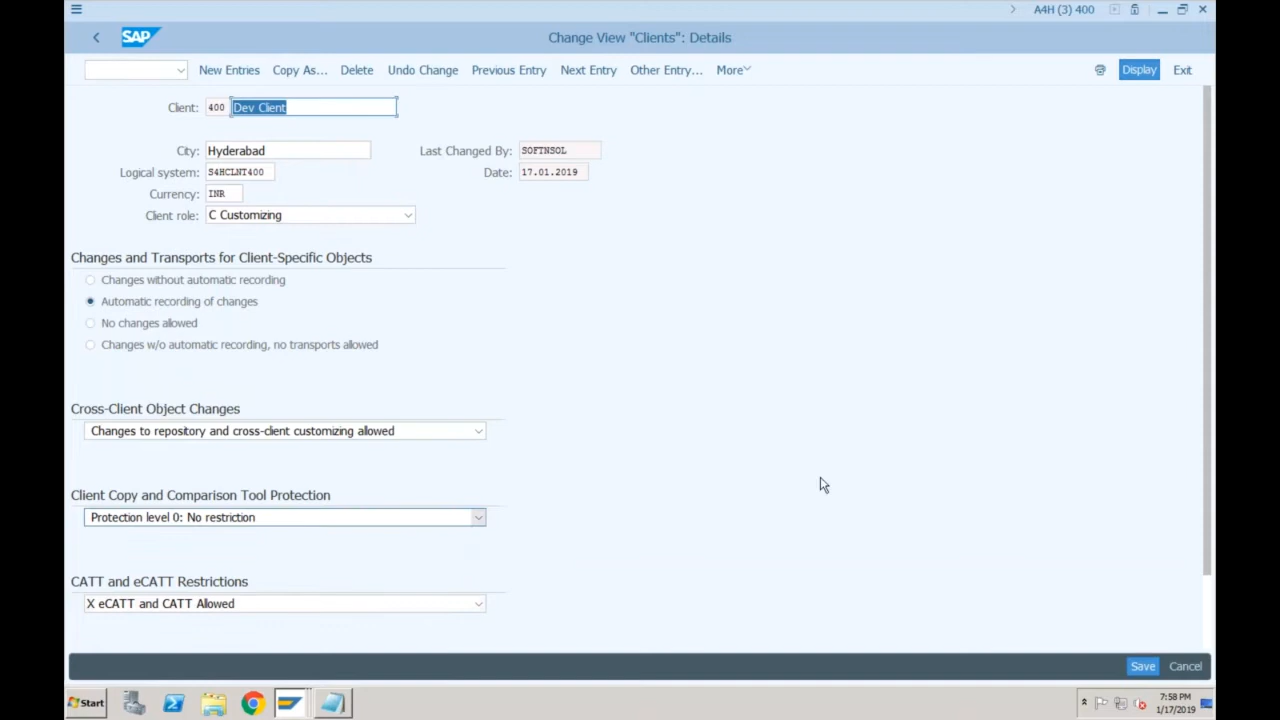 A4H (3) 400
SAP
Change View "Clients": Details
New Entries Copy As... Delete Undo Change Previous Entry Next Entry Other Entry... More Display Exit
Client: 400 Dev Client
City: Hyderabad Last Changed By: SOFTNSOL
Logical system: S4HCLNT400 Date: 17.01.2019
Currency: INR
Client role: C Customizing
Changes and Transports for Client-Specific Objects
Changes without automatic recording
Automatic recording of changes
No changes allowed
Changes w/o automatic recording, no transports allowed
Cross-Client Object Changes
Changes to repository and cross-client customizing allowed
Client Copy and Comparison Tool Protection
Protection level 0: No restriction
CATT and eCATT Restrictions
X eCATT and CATT Allowed
Save Cancel
Start 7:58 PM
1/17/2019